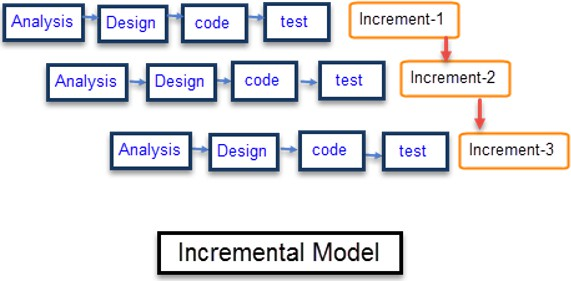 Analysis Design code test Increment-1
Analysis Design code test Increment-2
Analysis Design code test Increment-3
Incremental Model